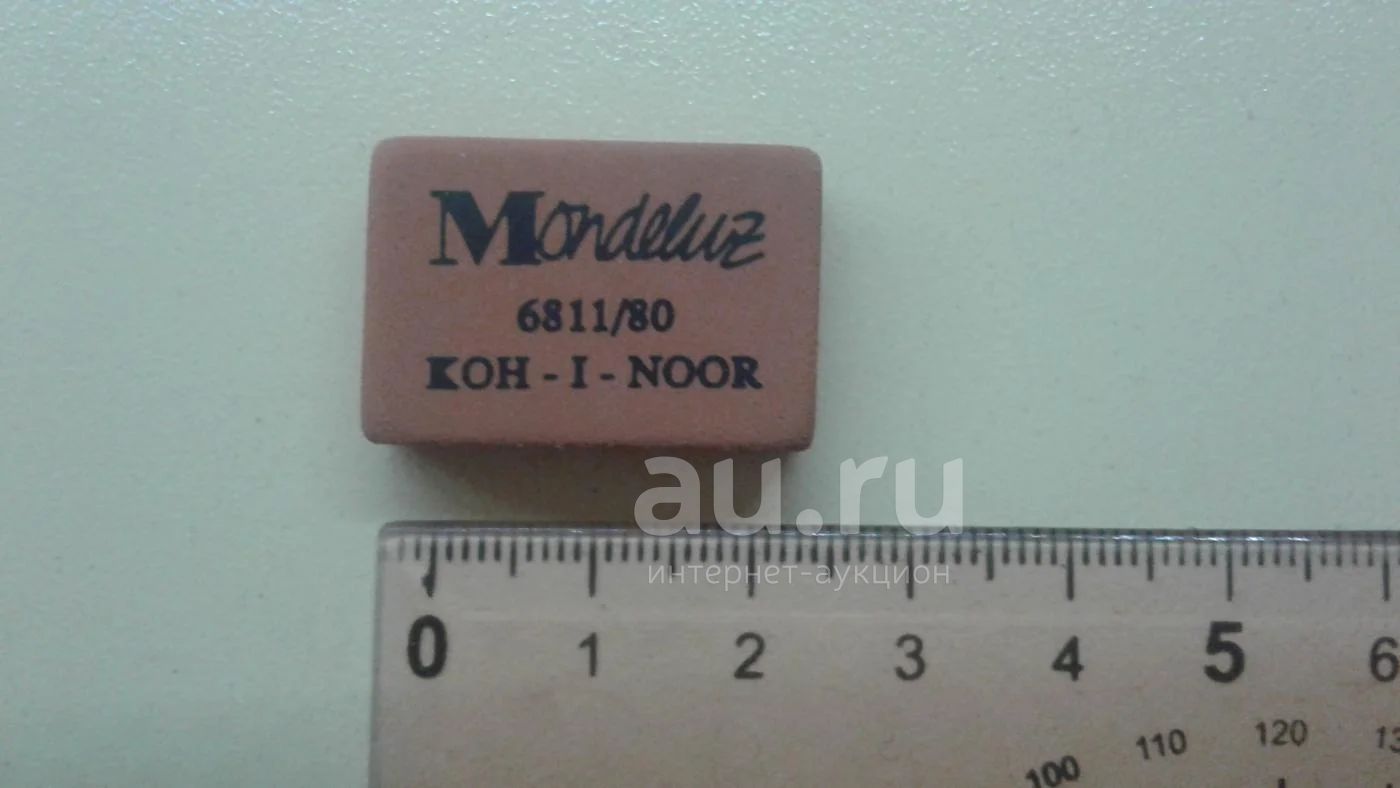 Mondeluz
6811/80
KOH-I-NOOR
au.ru
интернет-аукцион
0 1 2 3 4 5 6
100 110 120